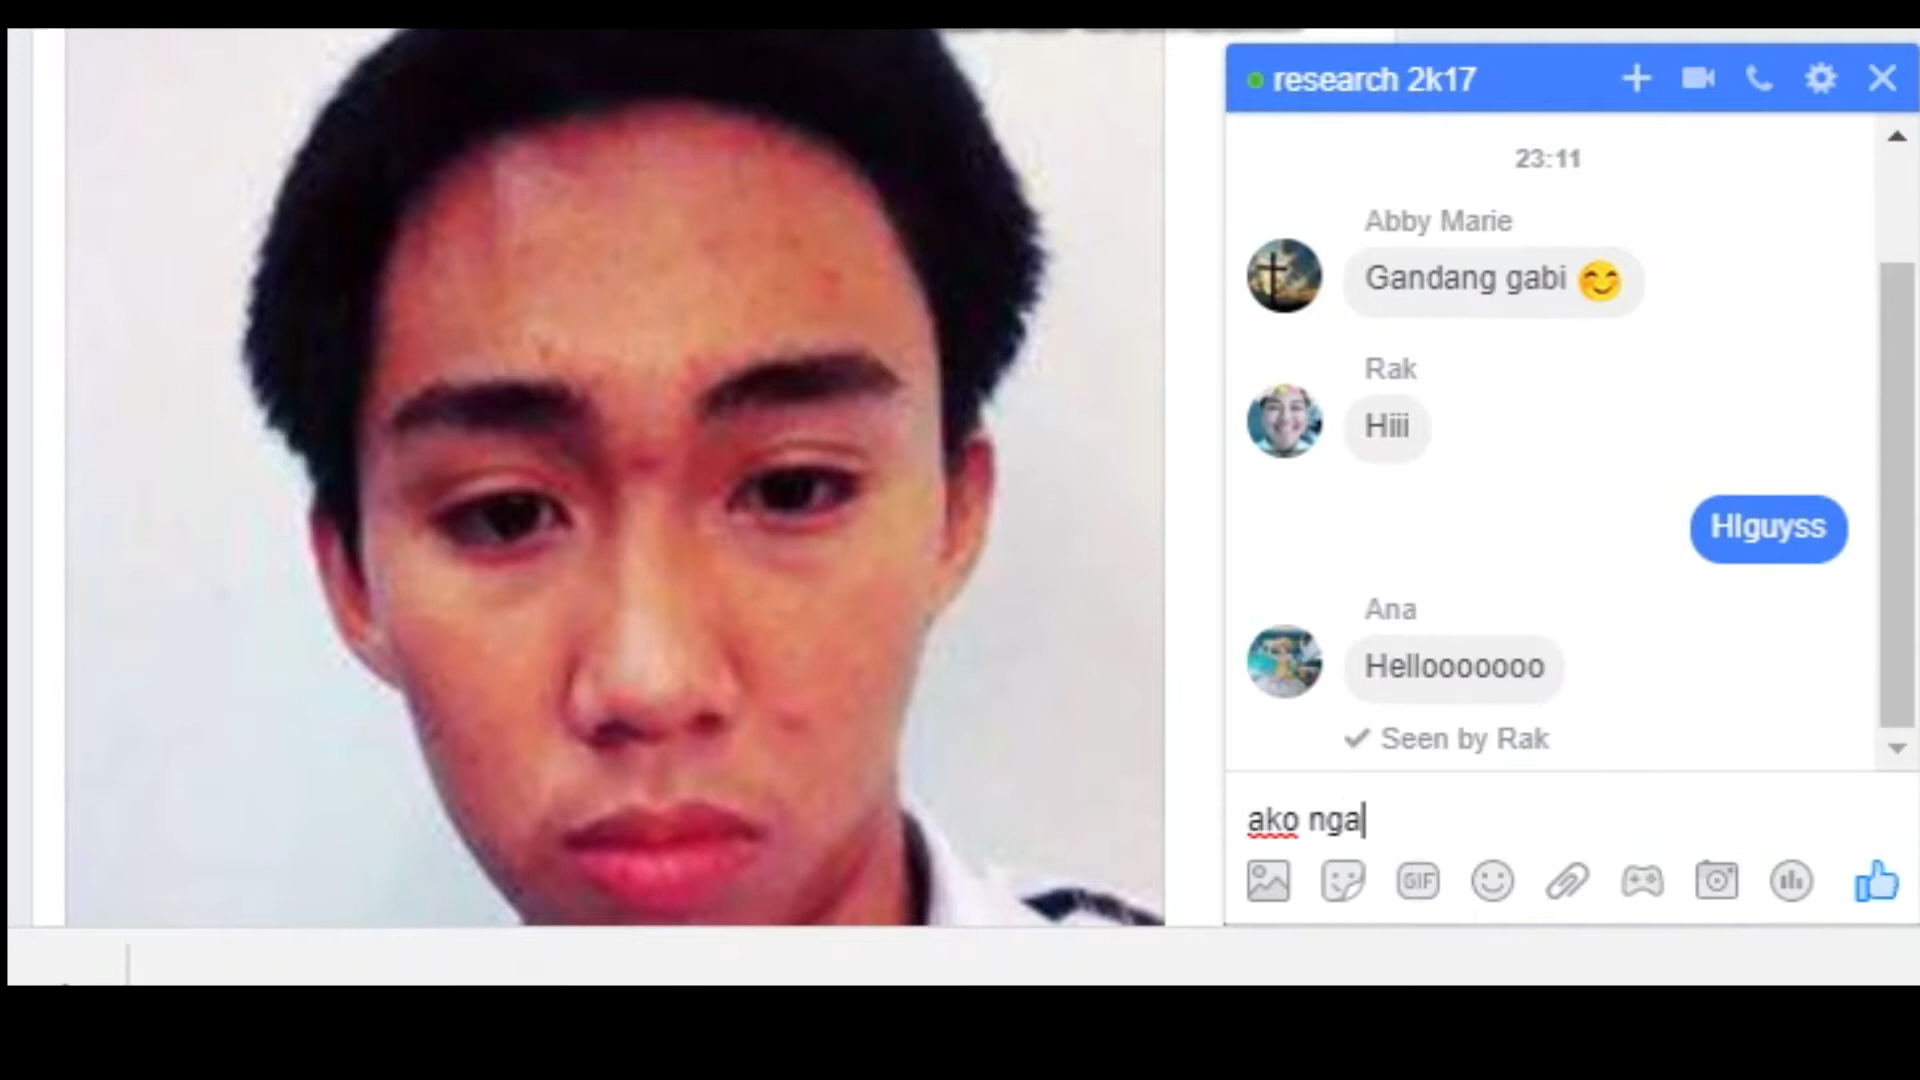 research 2k17
23:11
Abby Marie
Gandang gabi 😊
Rak
Hiii
HIguyss
Ana
Hellooooooo
Seen by Rak
ako nga
GIF